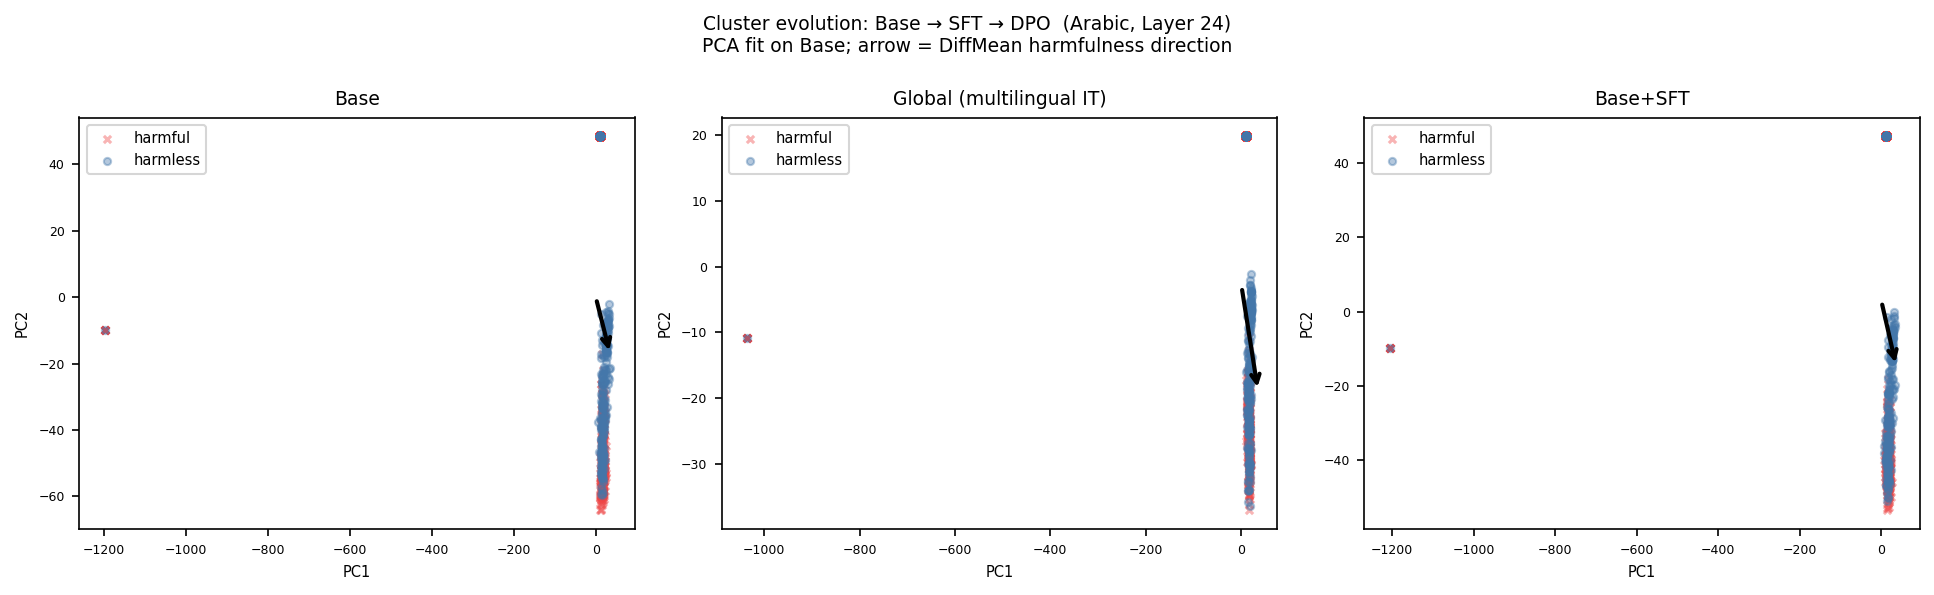 Cluster evolution: Base → SFT → DPO  (Arabic, Layer 24)
PCA fit on Base; arrow = DiffMean harmfulness direction
Base
harmful
harmless
40
20
0
−20
−40
−60
PC2
−1200
−1000
−800
−600
−400
−200
0
PC1
Global (multilingual IT)
harmful
harmless
20
10
0
−10
−20
−30
PC2
−1000
−800
−600
−400
−200
0
PC1
Base+SFT
harmful
harmless
40
20
0
−20
−40
PC2
−1200
−1000
−800
−600
−400
−200
0
PC1